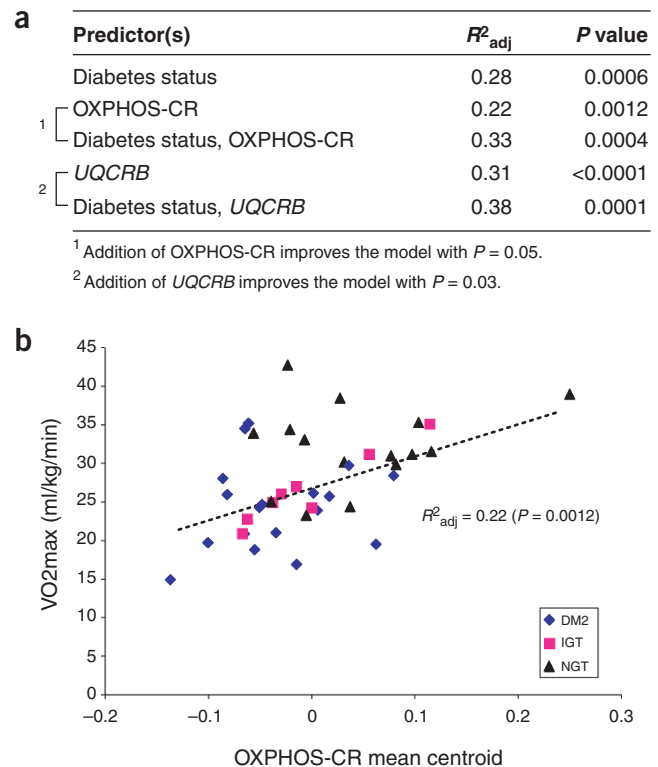 a
Predictor(s) R²adj P value
Diabetes status 0.28 0.0006
1
OXPHOS-CR 0.22 0.0012
Diabetes status, OXPHOS-CR 0.33 0.0004
2
UQCRB 0.31 <0.0001
Diabetes status, UQCRB 0.38 0.0001
¹ Addition of OXPHOS-CR improves the model with P = 0.05.
² Addition of UQCRB improves the model with P = 0.03.
b
VO2max (ml/kg/min)
45
40
35
30
25
20
15
10
5
0
R²adj = 0.22 (P = 0.0012)
DM2
IGT
NGT
–0.2 –0.1 0 0.1 0.2 0.3
OXPHOS-CR mean centroid